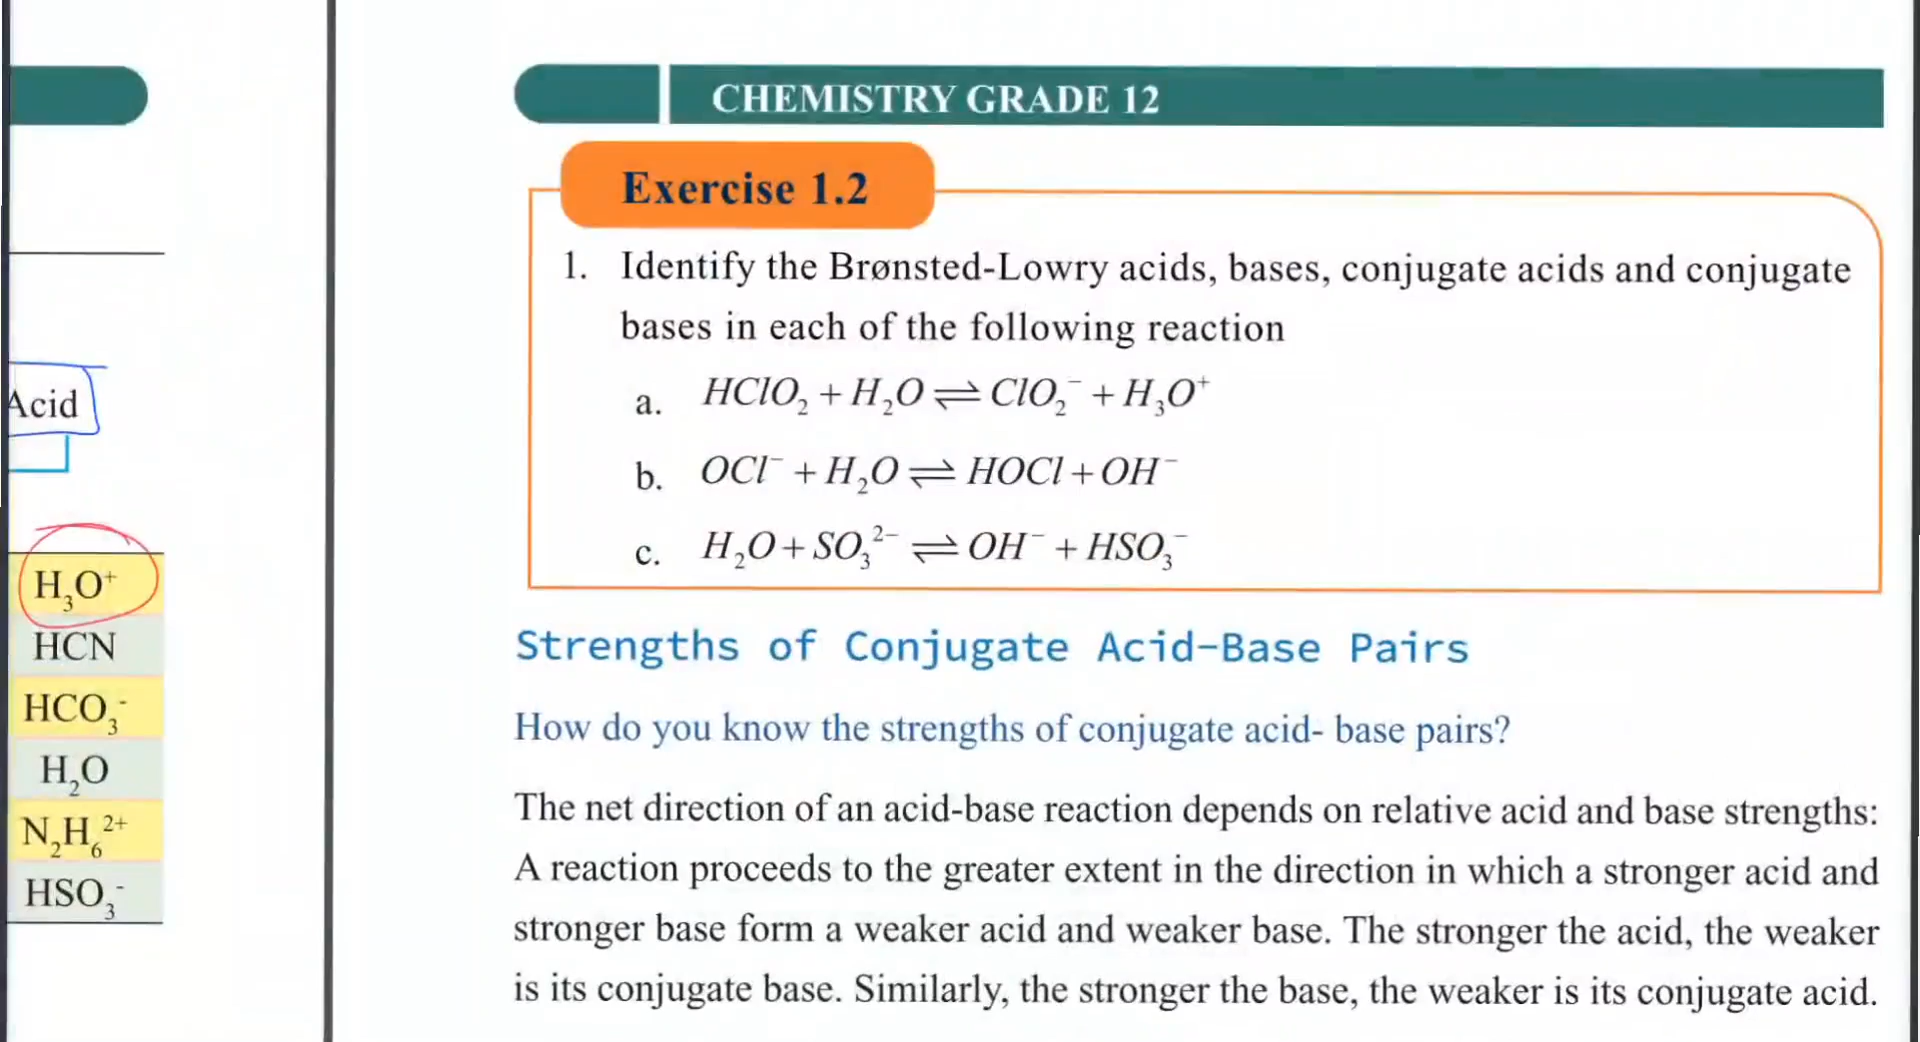 CHEMISTRY GRADE 12
Exercise 1.2
1. Identify the Brønsted-Lowry acids, bases, conjugate acids and conjugate
bases in each of the following reaction
a. HClO₂ + H₂O ⇌ ClO₂⁻ + H₃O⁺
b. OCl⁻ + H₂O ⇌ HOCl + OH⁻
c. H₂O + SO₃²⁻ ⇌ OH⁻ + HSO₃⁻
Strengths of Conjugate Acid-Base Pairs
How do you know the strengths of conjugate acid- base pairs?
The net direction of an acid-base reaction depends on relative acid and base strengths:
A reaction proceeds to the greater extent in the direction in which a stronger acid and
stronger base form a weaker acid and weaker base. The stronger the acid, the weaker
is its conjugate base. Similarly, the stronger the base, the weaker is its conjugate acid.
Acid
H₃O⁺
HCN
HCO₃⁻
H₂O
N₂H₆²⁺
HSO₃⁻